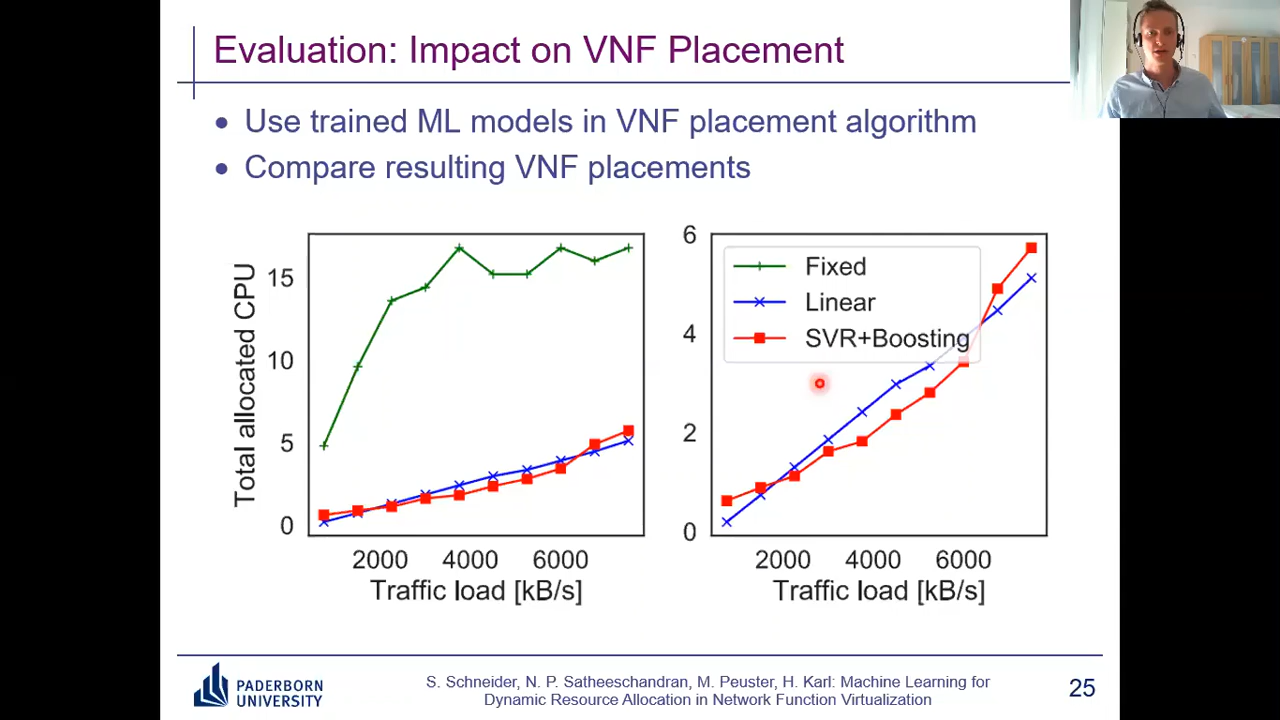 Evaluation: Impact on VNF Placement
• Use trained ML models in VNF placement algorithm
• Compare resulting VNF placements
Total allocated CPU
15
10
5
0
2000 4000 6000
Traffic load [kB/s]
6
4
2
0
Fixed
Linear
SVR+Boosting
2000 4000 6000
Traffic load [kB/s]
PADERBORN
UNIVERSITY
S. Schneider, N. P. Satheeschandran, M. Peuster, H. Karl: Machine Learning for
Dynamic Resource Allocation in Network Function Virtualization
25